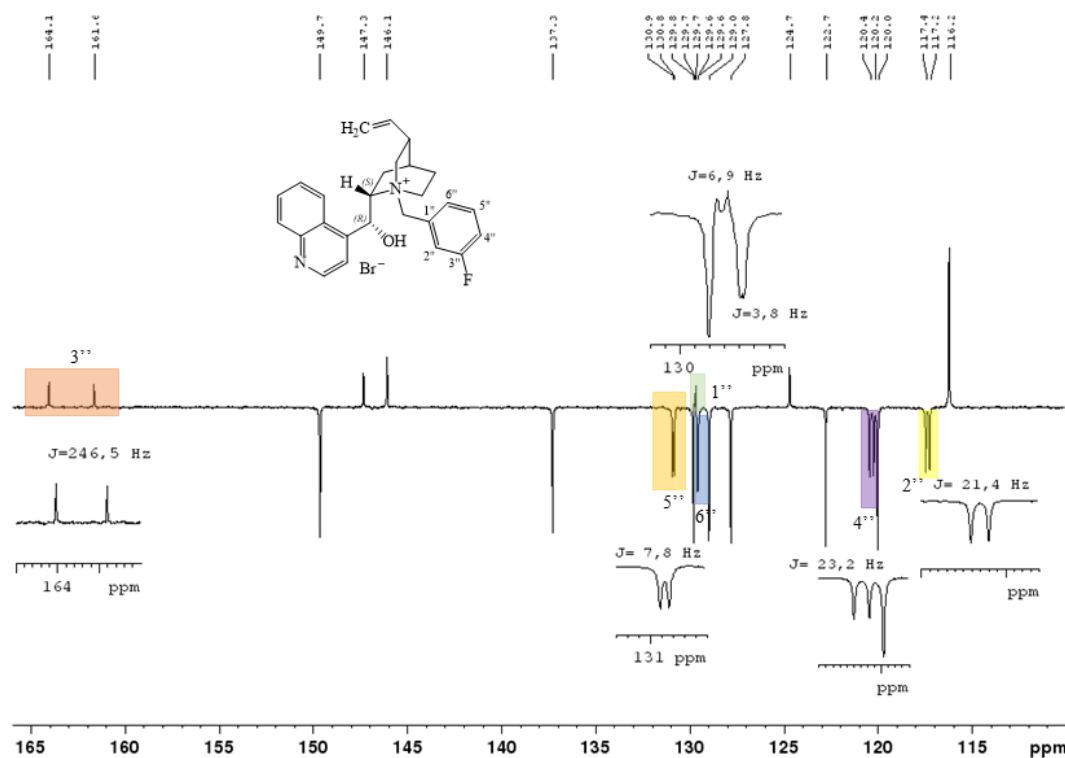 164.1
161.6
149.7
147.3
146.1
137.3
130.9
130.8
129.8
129.7
129.7
129.6
129.6
129.0
127.8
124.7
122.7
120.4
120.2
120.0
117.4
117.2
116.2
H₂C
H
(S)
N⁺
(R)
OH
N
Br⁻
1''
2''
3''
4''
5''
6''
F
J=6,9 Hz
J=3,8 Hz
130 ppm
3''
1''
J=246,5 Hz
2''
J= 21,4 Hz
5''
6''
4''
J= 7,8 Hz
J= 23,2 Hz
164 ppm
ppm
131 ppm
ppm
165 160 155 150 145 140 135 130 125 120 115 ppm